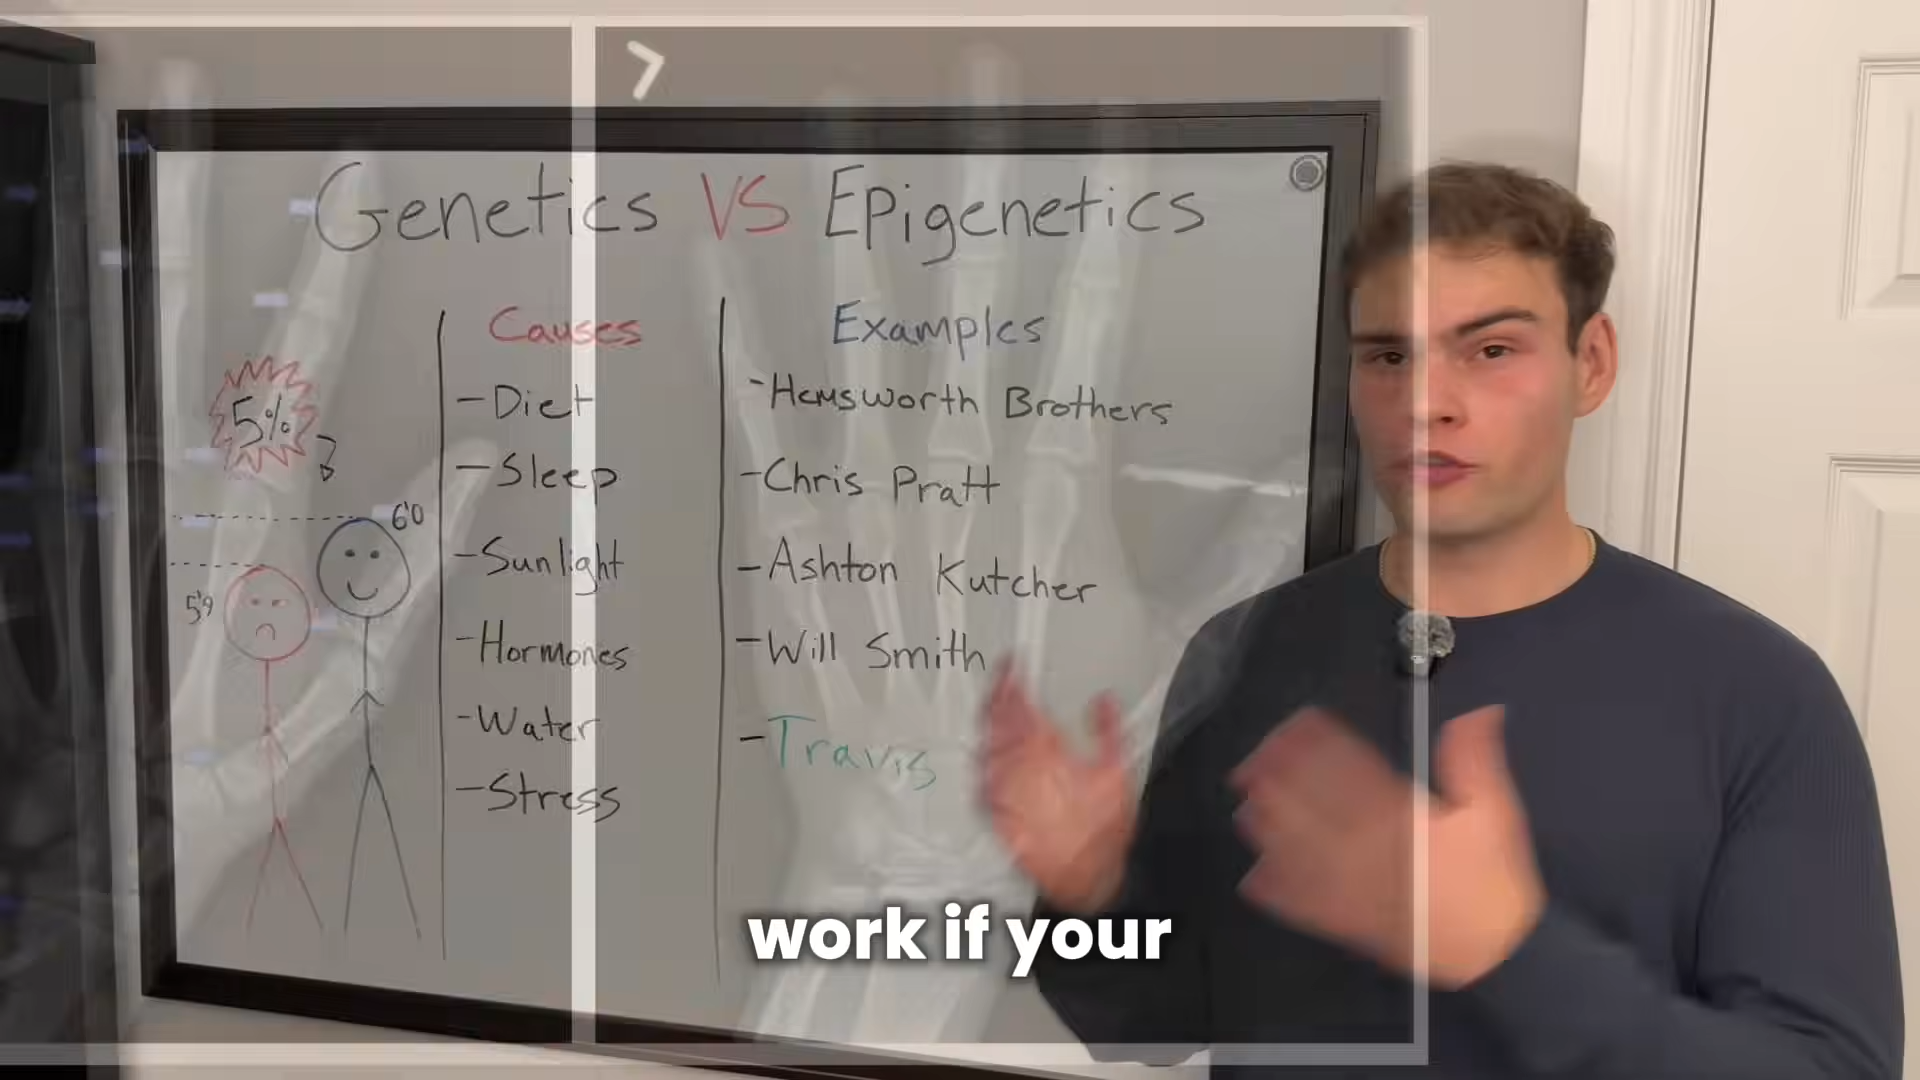 Genetics VS Epigenetics
Causes
Examples
5%
6'0
5'9
-Diet
-Sleep
-Sunlight
-Hormones
-Water
-Stress
-Hemsworth Brothers
-Chris Pratt
-Ashton Kutcher
-Will Smith
-Travis
work if your